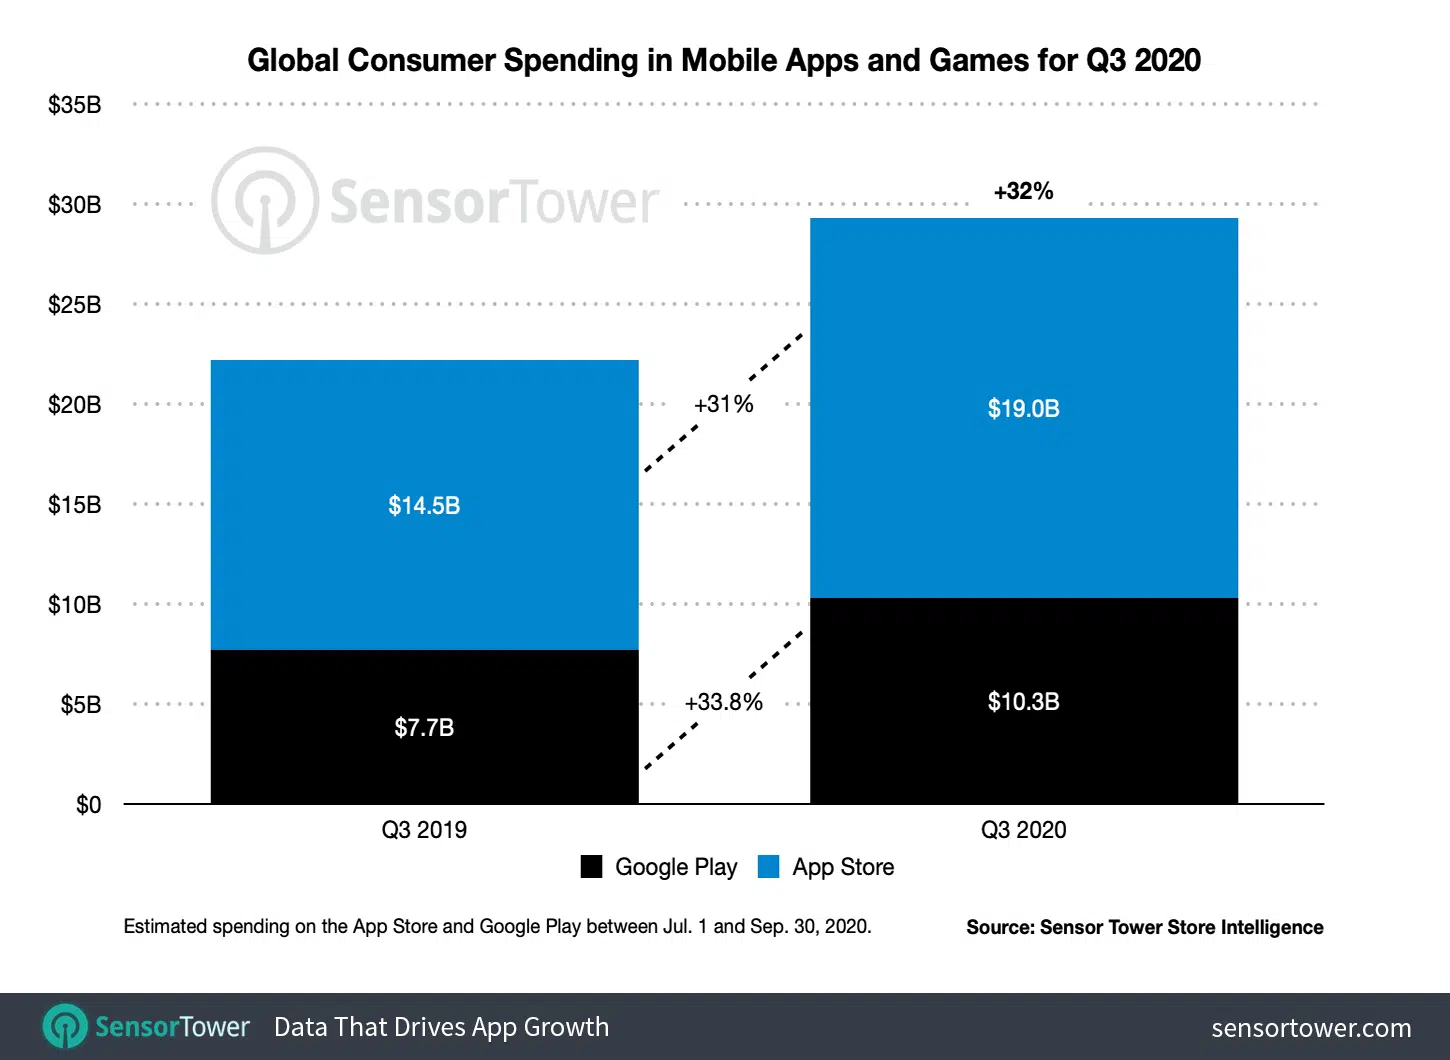 Global Consumer Spending in Mobile Apps and Games for Q3 2020
$35B
SensorTower
$30B
+32%
$25B
$20B
+31%
$19.0B
$15B
$14.5B
$10B
$5B
+33.8%
$10.3B
$7.7B
$0
Q3 2019
Q3 2020
Google Play
App Store
Estimated spending on the App Store and Google Play between Jul. 1 and Sep. 30, 2020.
Source: Sensor Tower Store Intelligence
SensorTower
Data That Drives App Growth
sensortower.com